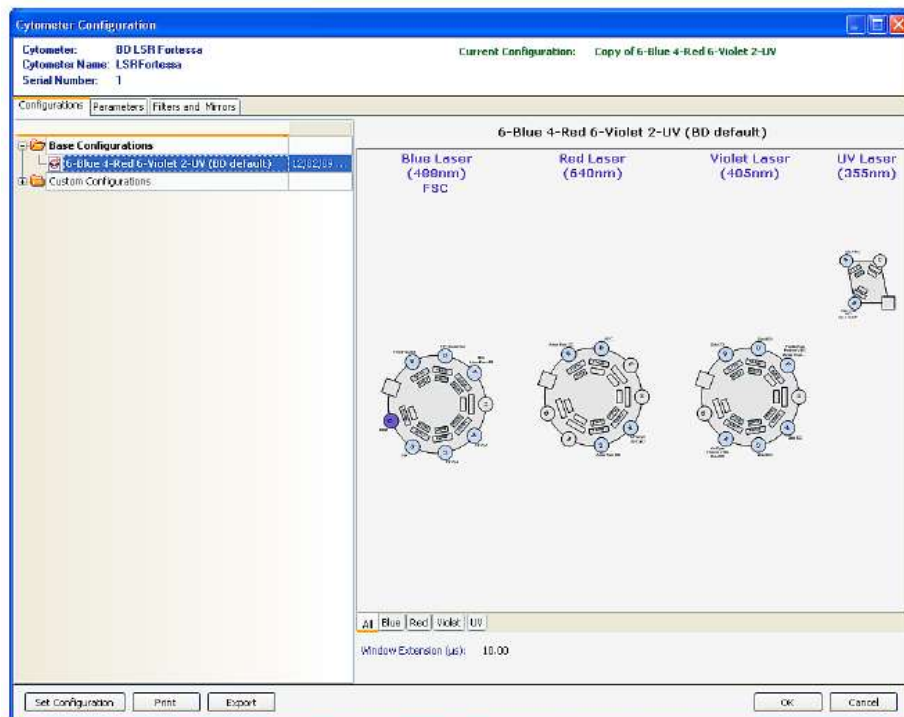 Cytometer Configuration
Cytometer: BD LSR Fortessa
Cytometer Name: LSRFortessa
Serial Number: 1
Current Configuration: Copy of 6-Blue 4-Red 6-Violet 2-UV
Configurations Parameters Filters and Mirrors
Base Configurations
6-Blue 4-Red 6-Violet 2-UV (BD default) 12/02/09 ...
Custom Configurations
6-Blue 4-Red 6-Violet 2-UV (BD default)
Blue Laser Red Laser Violet Laser UV Laser
(488nm) (640nm) (405nm) (355nm)
FSC
All Blue Red Violet UV
Window Extension (µs): 10.00
Set Configuration Print Export OK Cancel